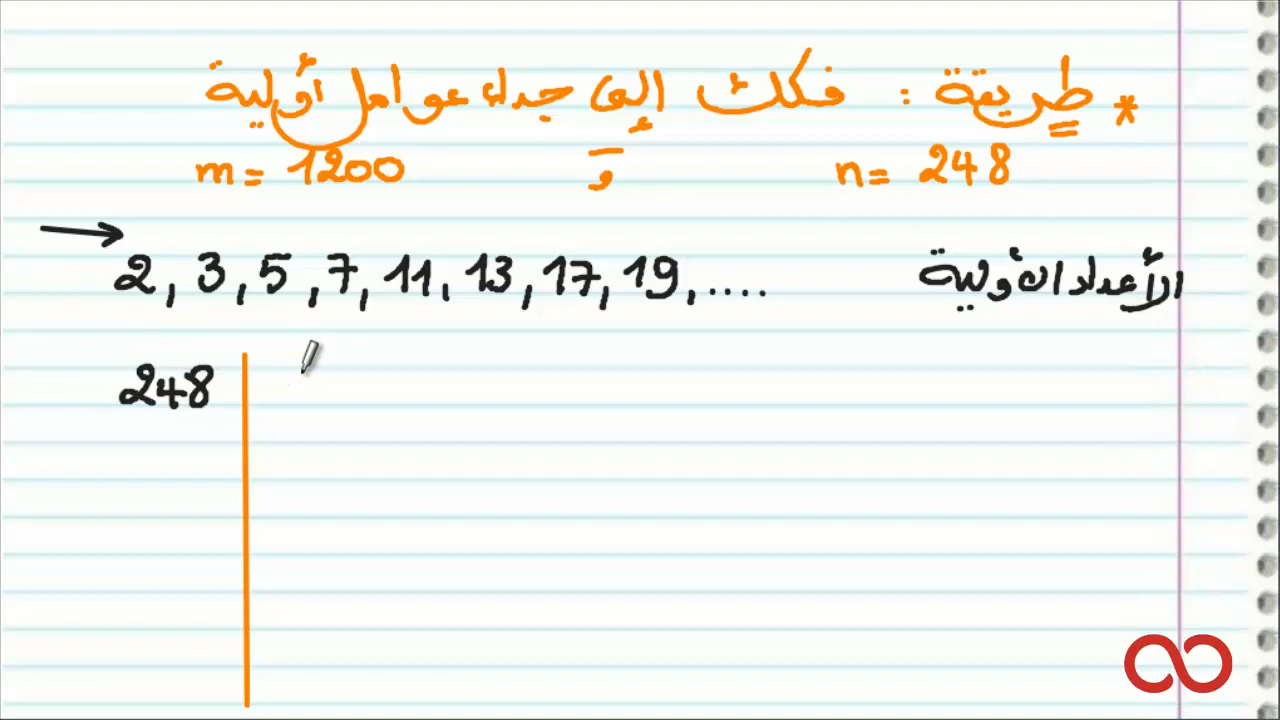 * طريقة : فكك إلى جداء عوامل أولية
n = 248 و m = 1200
الأعداد الأولية 2 , 3 , 5 , 7 , 11 , 13 , 17 , 19 , ....
248